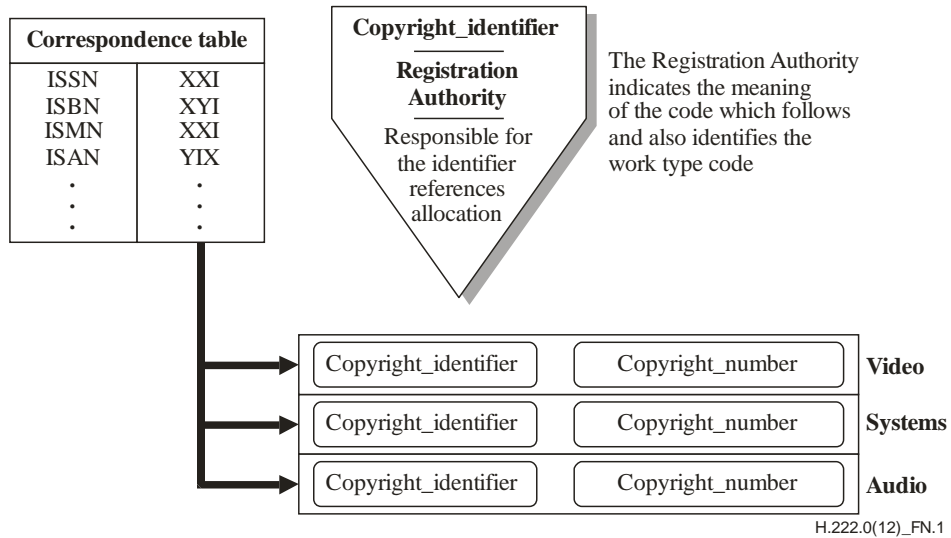 Correspondence table
ISSN XXI
ISBN XYI
ISMN XXI
ISAN YIX
. .
. .
. .
Copyright_identifier
Registration
Authority
Responsible for
the identifier
references
allocation
The Registration Authority
indicates the meaning
of the code which follows
and also identifies the
work type code
Copyright_identifier Copyright_number Video
Copyright_identifier Copyright_number Systems
Copyright_identifier Copyright_number Audio
H.222.0(12)_FN.1